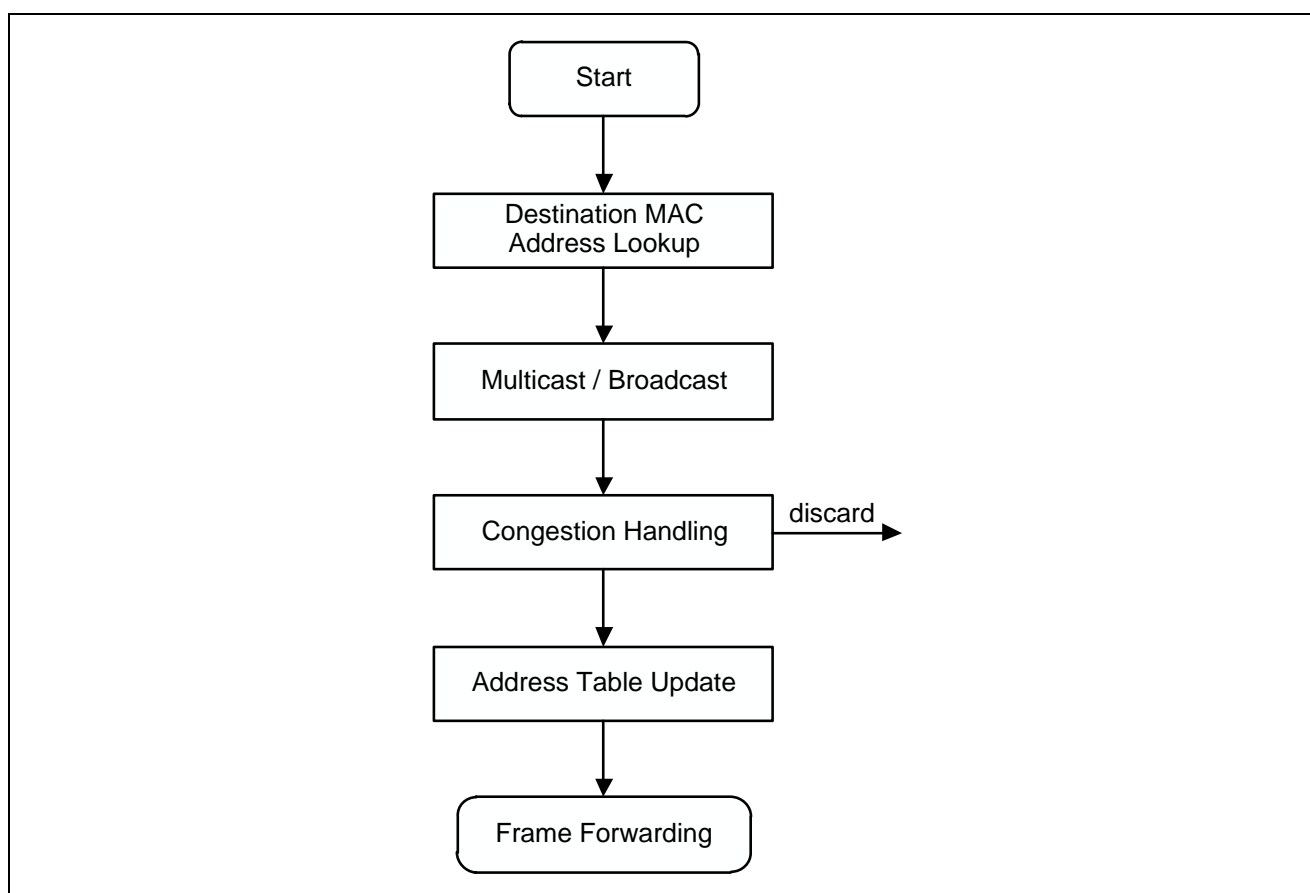 Start
Destination MAC
Address Lookup
Multicast / Broadcast
Congestion Handling
discard
Address Table Update
Frame Forwarding